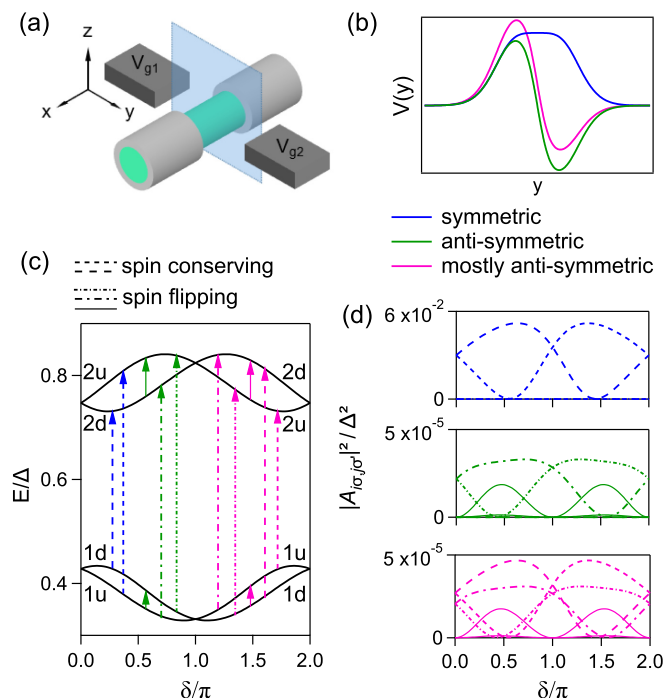 (a)
z
x
y
V_g1
V_g2
(b)
V(y)
y
symmetric
anti-symmetric
mostly anti-symmetric
(c)
spin conserving
spin flipping
E/Δ
0.8
0.6
0.4
2u
2d
2d
2u
1d
1u
1u
1d
0.0
0.5
1.0
1.5
2.0
δ/π
(d)
|A_iσ,jσ'|² / Δ²
6 x10⁻²
0
5 x10⁻⁵
0
5 x10⁻⁵
0
0.0
0.5
1.0
1.5
2.0
δ/π